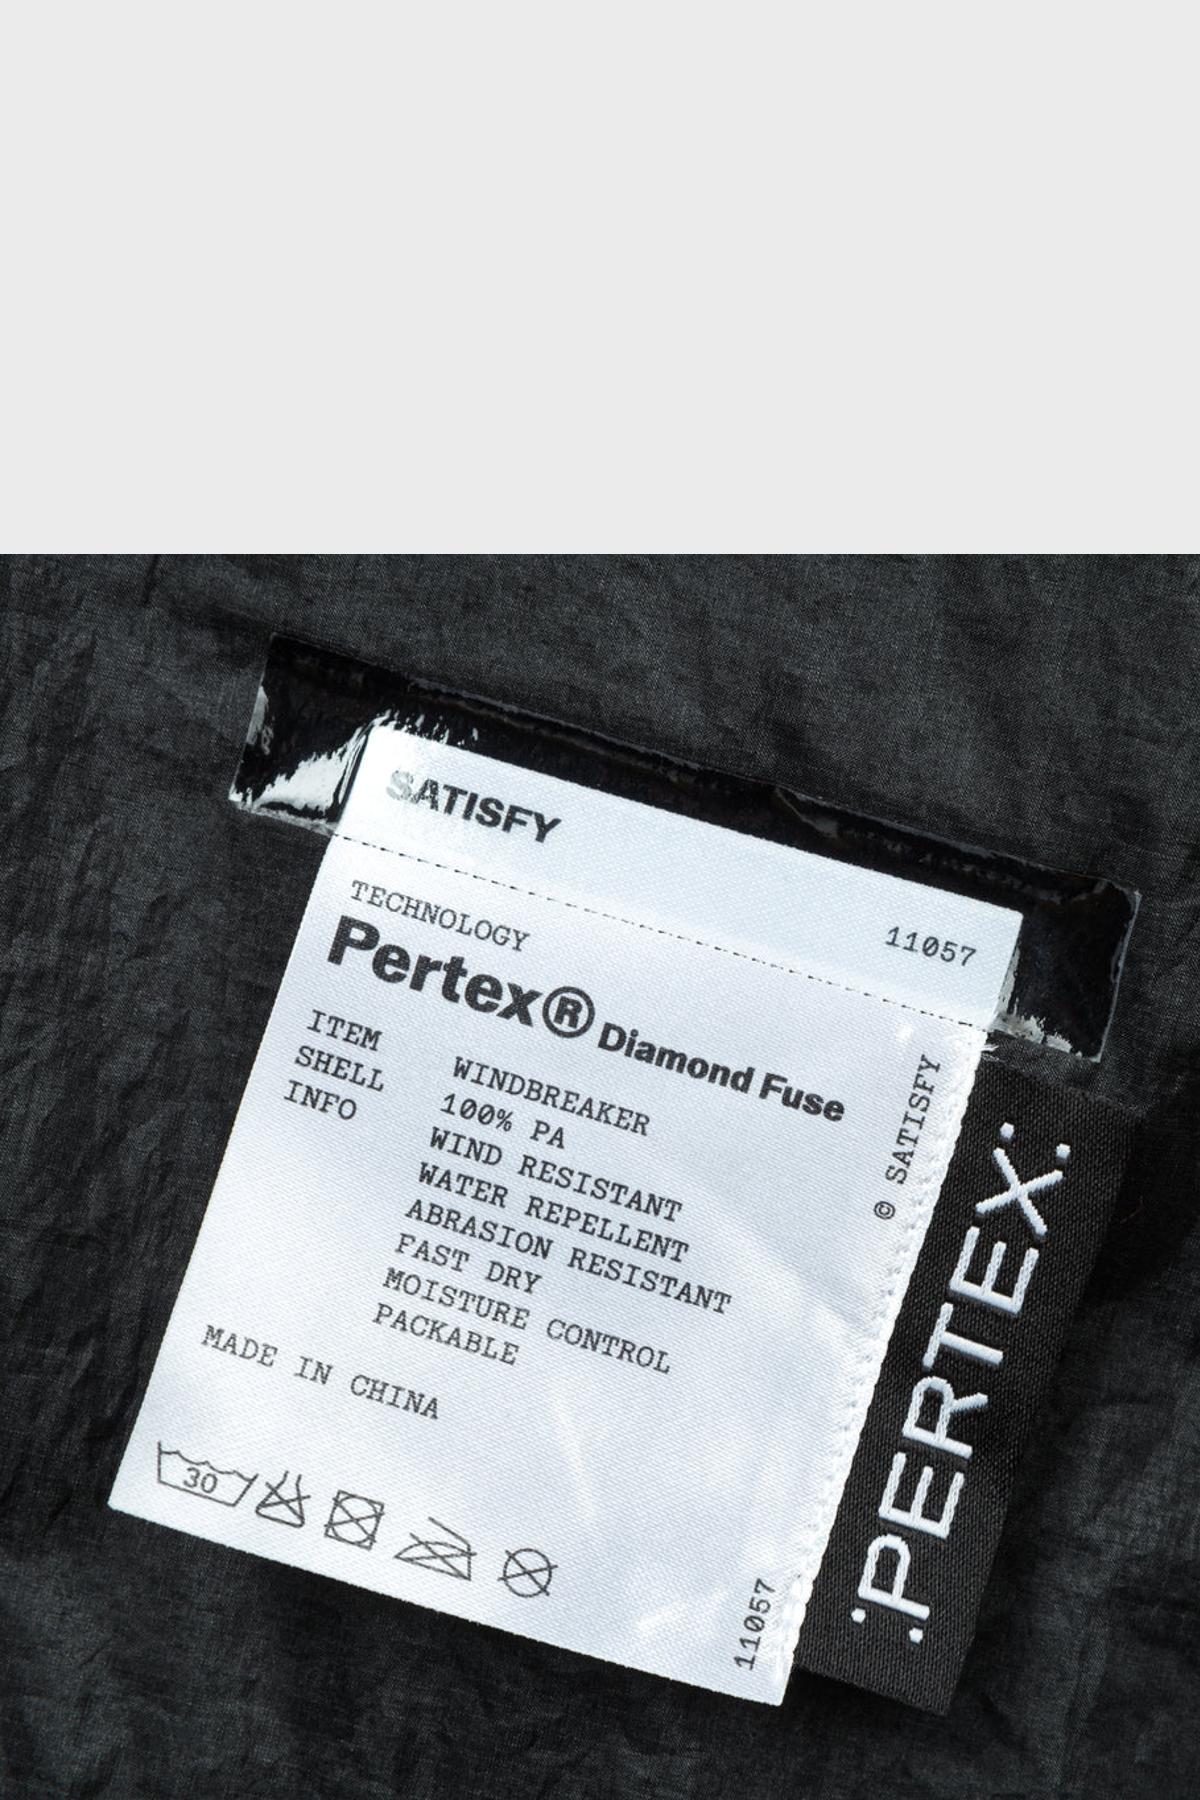 SATISFY
11057
TECHNOLOGY
Pertex® Diamond Fuse
ITEM WINDBREAKER
SHELL 100% PA
INFO WIND RESISTANT
WATER REPELLENT
ABRASION RESISTANT
FAST DRY
MOISTURE CONTROL
PACKABLE
MADE IN CHINA
30
© SATISFY
11057
PERTEX